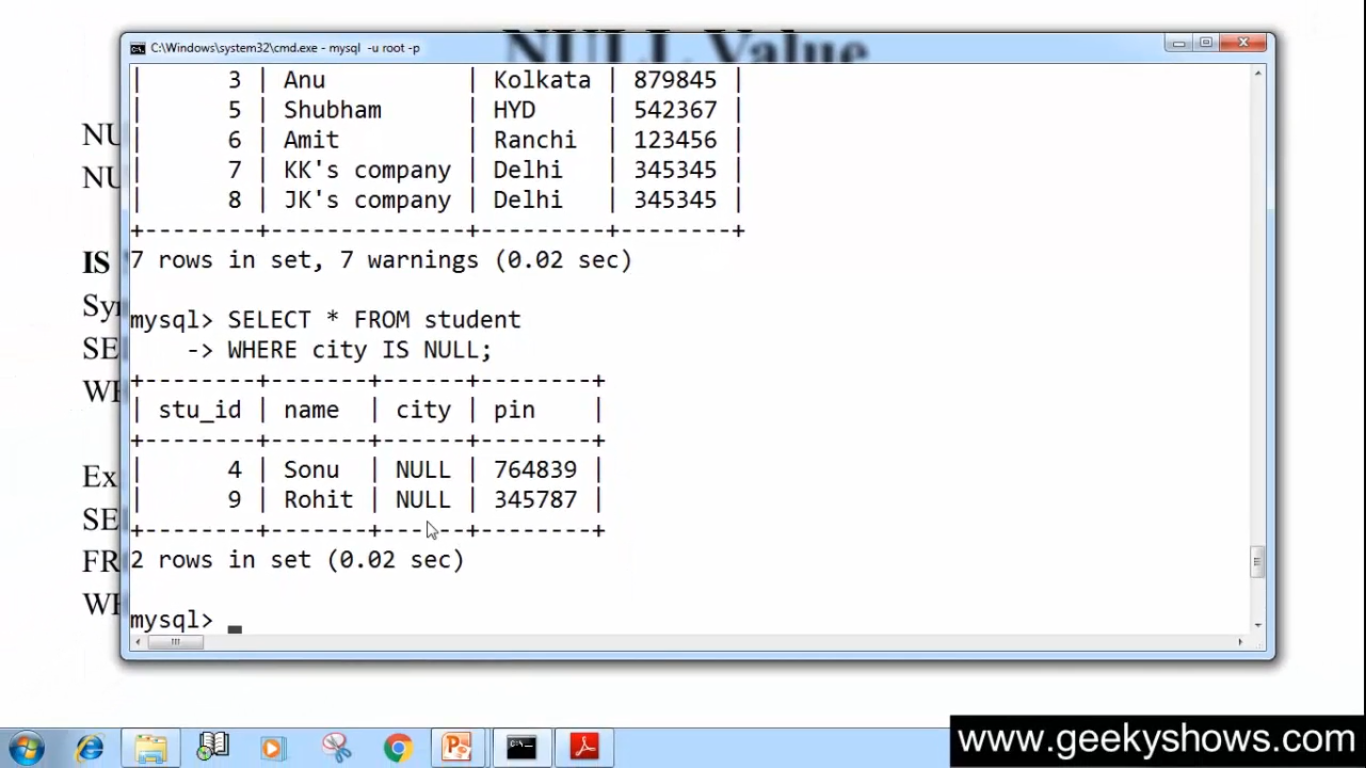 NULL Value
C:\Windows\system32\cmd.exe - mysql -u root -p
| 3 | Anu | Kolkata | 879845 |
NU
| 5 | Shubham | HYD | 542367 |
| 6 | Amit | Ranchi | 123456 |
NU
| 7 | KK's company | Delhi | 345345 |
| 8 | JK's company | Delhi | 345345 |
+--------+--------------+---------+--------+
IS
7 rows in set, 7 warnings (0.02 sec)
Syn
mysql> SELECT * FROM student
SE
-> WHERE city IS NULL;
+--------+-------+------+--------+
WH
| stu_id | name | city | pin |
+--------+-------+------+--------+
Ex
| 4 | Sonu | NULL | 764839 |
| 9 | Rohit | NULL | 345787 |
SE
+--------+-------+------+--------+
FR
2 rows in set (0.02 sec)
WH
mysql>
www.geekyshows.com